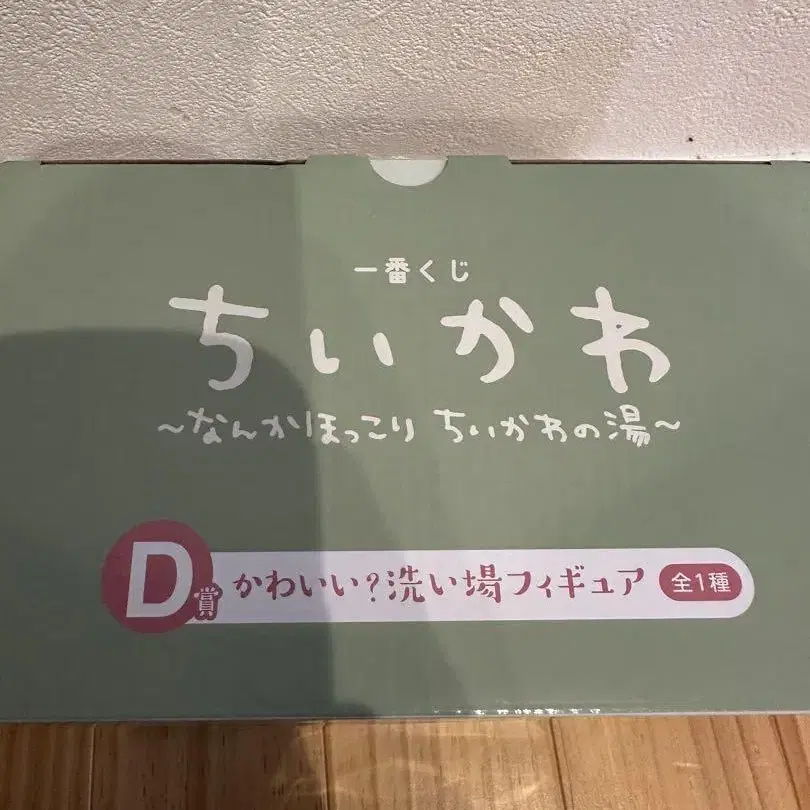 一番くじ
ちいかわ
~なんかほっこり ちいかわの湯~
D賞 かわいい?洗い場フィギュア 全1種